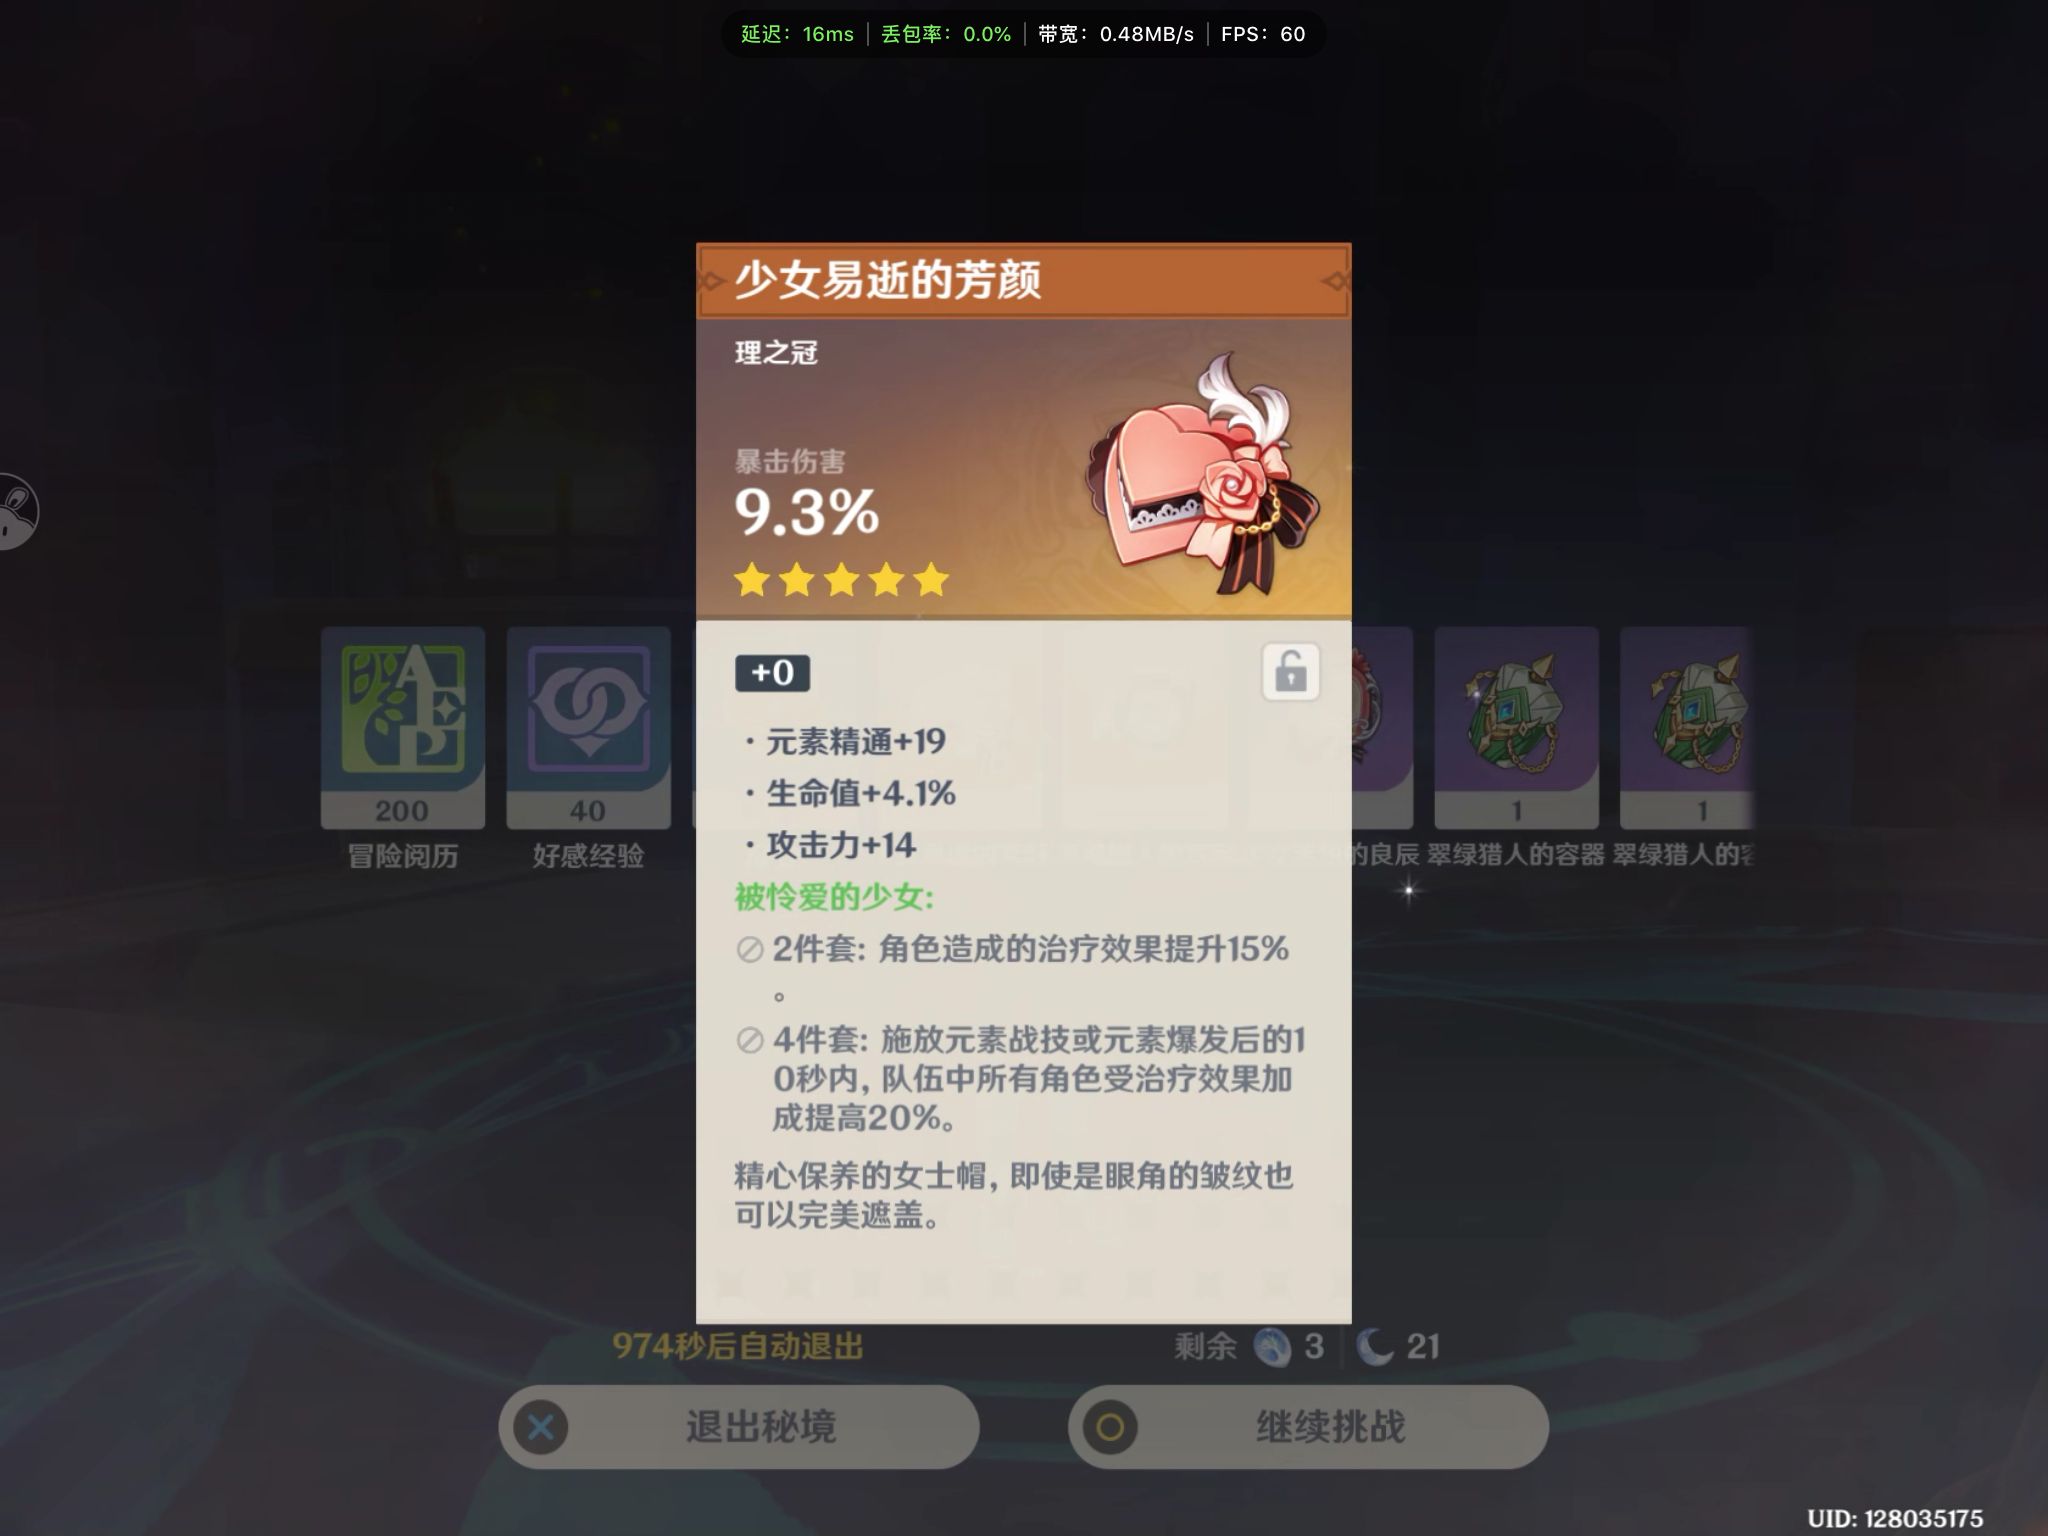 延迟：16ms | 丢包率：0.0% | 带宽：0.48MB/s | FPS：60
少女易逝的芳颜
理之冠
暴击伤害
9.3%
+0
·元素精通+19
·生命值+4.1%
·攻击力+14
被怜爱的少女:
2件套: 角色造成的治疗效果提升15%
。
4件套: 施放元素战技或元素爆发后的1
0秒内, 队伍中所有角色受治疗效果加
成提高20%。
精心保养的女士帽, 即使是眼角的皱纹也
可以完美遮盖。
200
40
1
1
冒险阅历
好感经验
的良辰
翠绿猎人的容器
翠绿猎人的容
974秒后自动退出
剩余 3 21
退出秘境
继续挑战
UID: 128035175